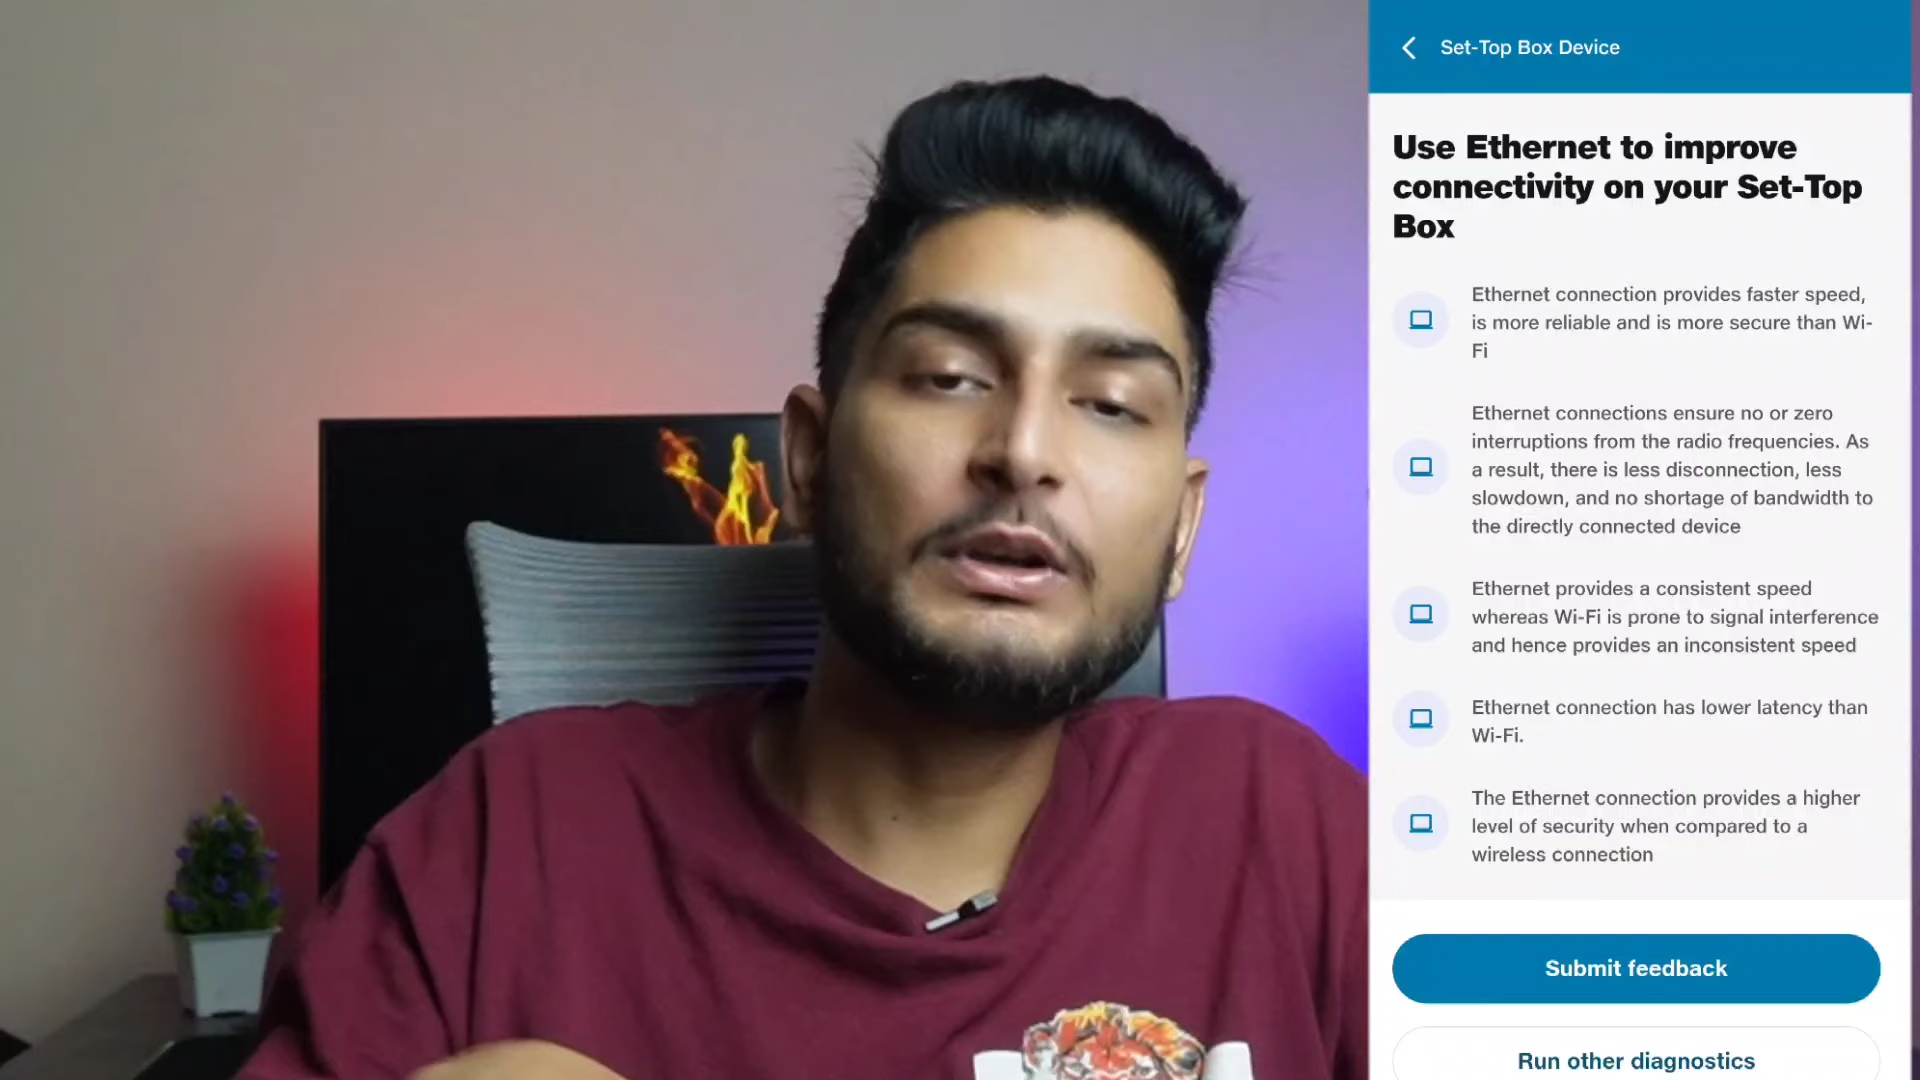 Set-Top Box Device
Use Ethernet to improve
connectivity on your Set-Top
Box
Ethernet connection provides faster speed,
is more reliable and is more secure than Wi-
Fi
Ethernet connections ensure no or zero
interruptions from the radio frequencies. As
a result, there is less disconnection, less
slowdown, and no shortage of bandwidth to
the directly connected device
Ethernet provides a consistent speed
whereas Wi-Fi is prone to signal interference
and hence provides an inconsistent speed
Ethernet connection has lower latency than
Wi-Fi.
The Ethernet connection provides a higher
level of security when compared to a
wireless connection
Submit feedback
Run other diagnostics